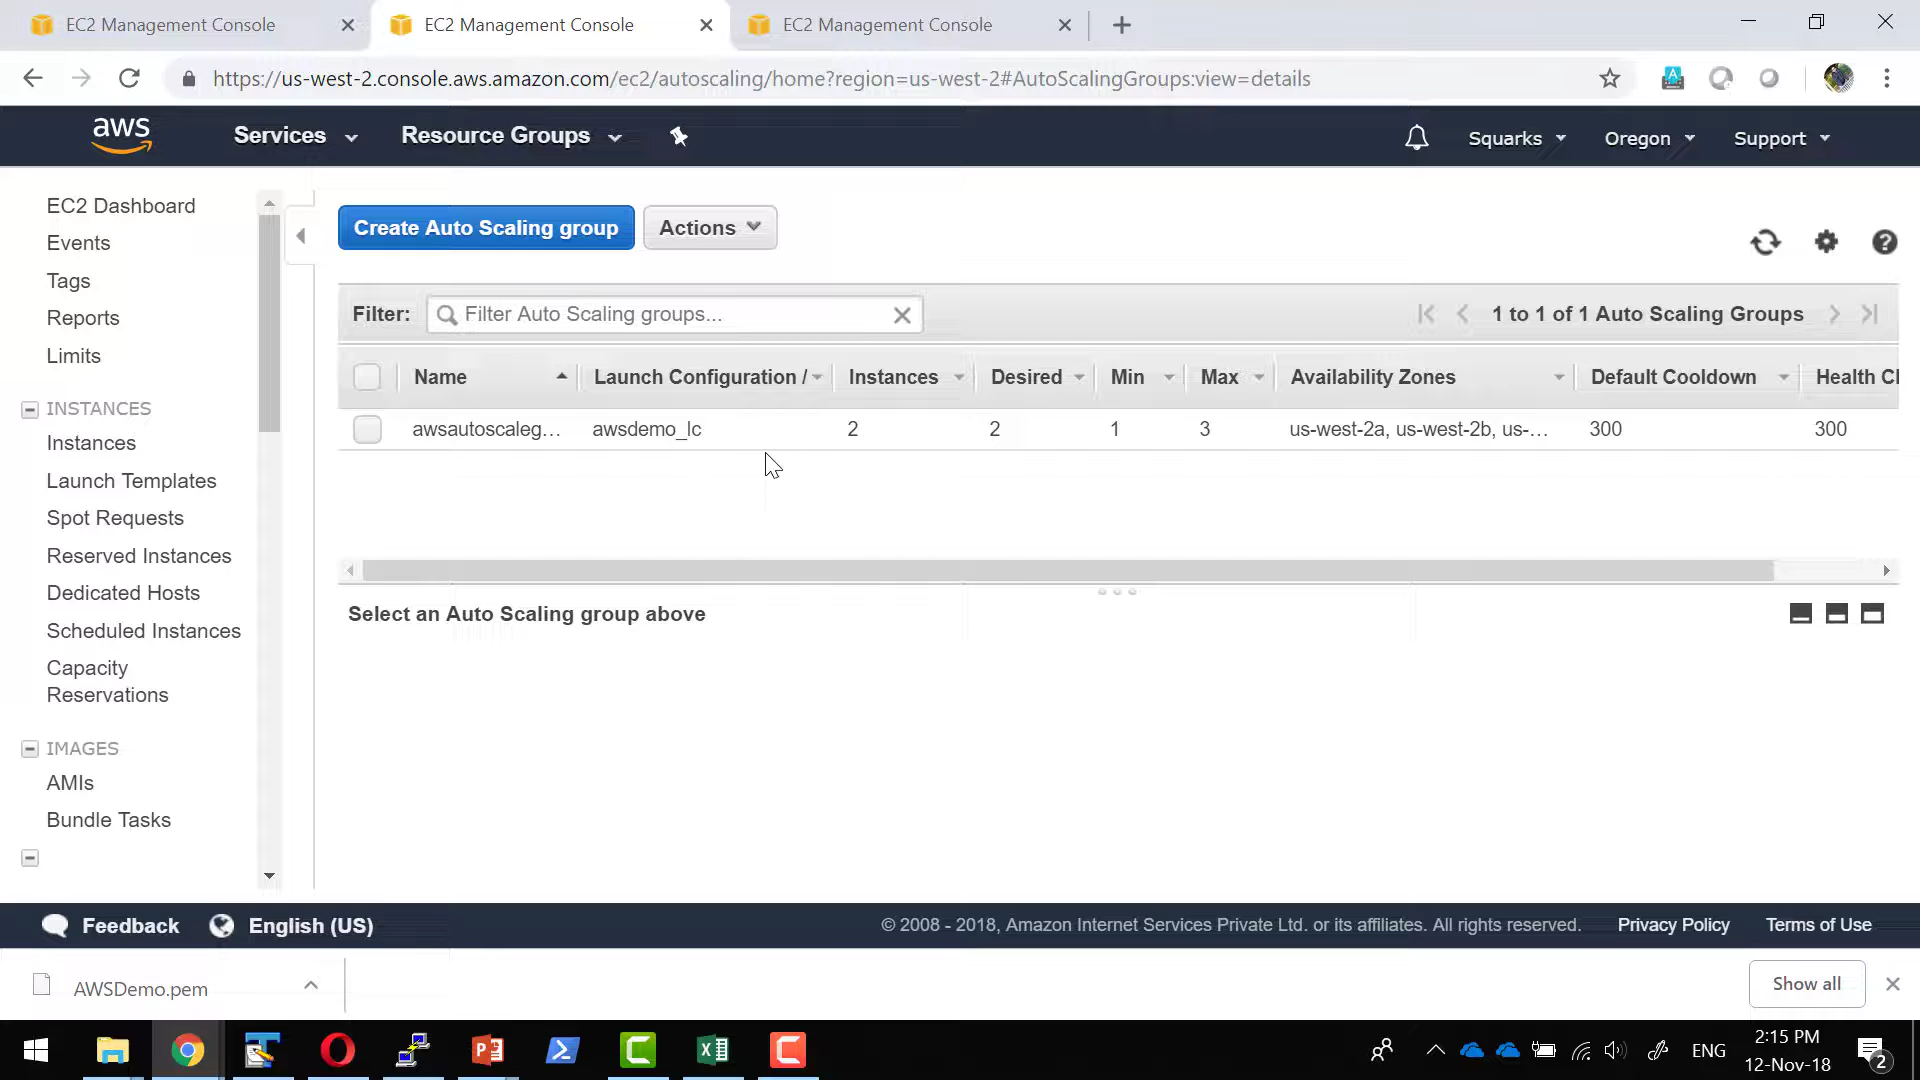 EC2 Management Console
EC2 Management Console
EC2 Management Console
https://us-west-2.console.aws.amazon.com/ec2/autoscaling/home?region=us-west-2#AutoScalingGroups:view=details
aws
Services
Resource Groups
Squarks
Oregon
Support
EC2 Dashboard
Events
Tags
Reports
Limits
INSTANCES
Instances
Launch Templates
Spot Requests
Reserved Instances
Dedicated Hosts
Scheduled Instances
Capacity
Reservations
IMAGES
AMIs
Bundle Tasks
Create Auto Scaling group
Actions
Filter:
Filter Auto Scaling groups...
1 to 1 of 1 Auto Scaling Groups
Name
Launch Configuration /
Instances
Desired
Min
Max
Availability Zones
Default Cooldown
Health Cl
awsautoscaleg...
awsdemo_lc
2
2
1
3
us-west-2a, us-west-2b, us-...
300
300
Select an Auto Scaling group above
Feedback
English (US)
© 2008 - 2018, Amazon Internet Services Private Ltd. or its affiliates. All rights reserved.
Privacy Policy
Terms of Use
AWSDemo.pem
Show all
ENG
2:15 PM
12-Nov-18
2